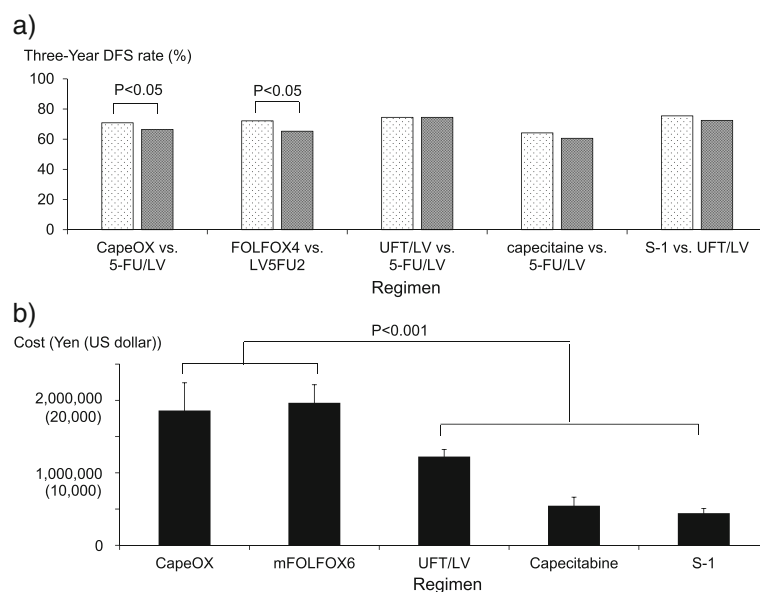 a)
Three-Year DFS rate (%)
100
80
60
40
20
0
P<0.05
P<0.05
CapeOX vs.
5-FU/LV
FOLFOX4 vs.
LV5FU2
UFT/LV vs.
5-FU/LV
capecitaine vs.
5-FU/LV
S-1 vs. UFT/LV
Regimen
b)
Cost (Yen (US dollar))
P<0.001
2,000,000
(20,000)
1,000,000
(10,000)
0
CapeOX
mFOLFOX6
UFT/LV
Capecitabine
S-1
Regimen